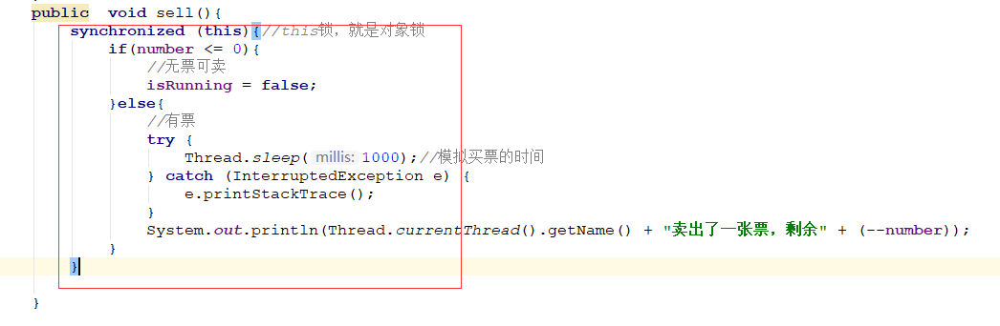 public  void sell(){
synchronized (this){//this锁，就是对象锁
if(number <= 0){
//无票可卖
isRunning = false;
}else{
//有票
try {
Thread.sleep( millis: 1000);//模拟买票的时间
} catch (InterruptedException e) {
e.printStackTrace();
}
System.out.println(Thread.currentThread().getName() + "卖出了一张票，剩余" + (--number));
}
}
}